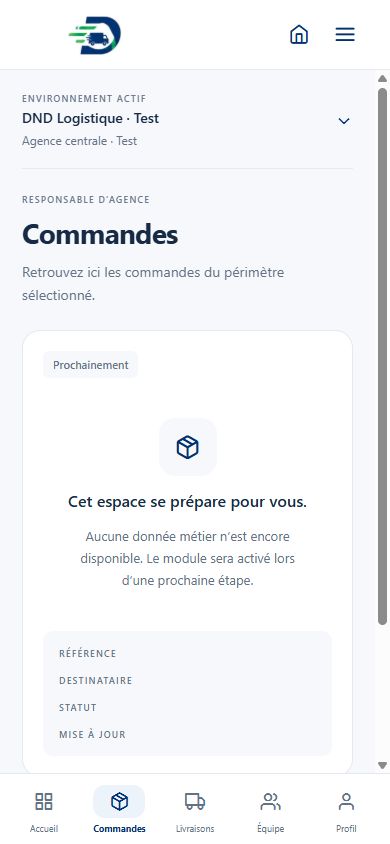 ENVIRONNEMENT ACTIF
DND Logistique · Test
Agence centrale · Test
RESPONSABLE D'AGENCE
Commandes
Retrouvez ici les commandes du périmètre
sélectionné.
Prochainement
Cet espace se prépare pour vous.
Aucune donnée métier n'est encore
disponible. Le module sera activé lors
d'une prochaine étape.
RÉFÉRENCE
DESTINATAIRE
STATUT
MISE À JOUR
Accueil
Commandes
Livraisons
Équipe
Profil